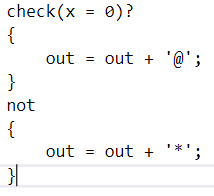 check(x = 0)?
{
    out = out + '@';
}
not
{
    out = out + '*';
}